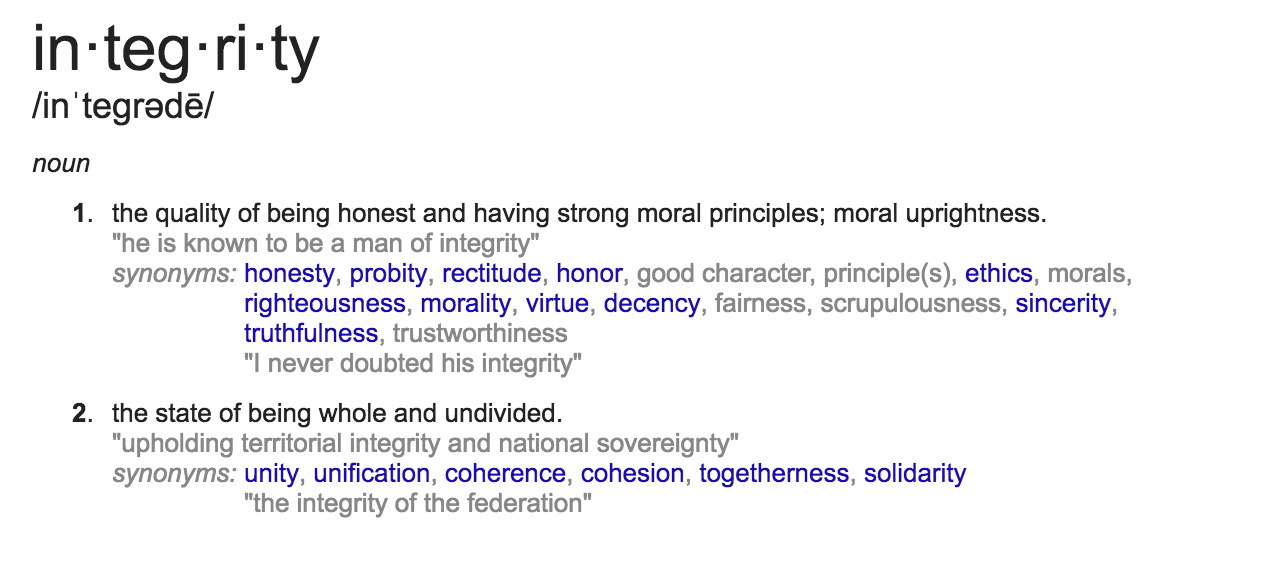 in·teg·ri·ty
/inˈtegrədē/
noun
1. the quality of being honest and having strong moral principles; moral uprightness.
"he is known to be a man of integrity"
synonyms: honesty, probity, rectitude, honor, good character, principle(s), ethics, morals,
righteousness, morality, virtue, decency, fairness, scrupulousness, sincerity,
truthfulness, trustworthiness
"I never doubted his integrity"
2. the state of being whole and undivided.
"upholding territorial integrity and national sovereignty"
synonyms: unity, unification, coherence, cohesion, togetherness, solidarity
"the integrity of the federation"